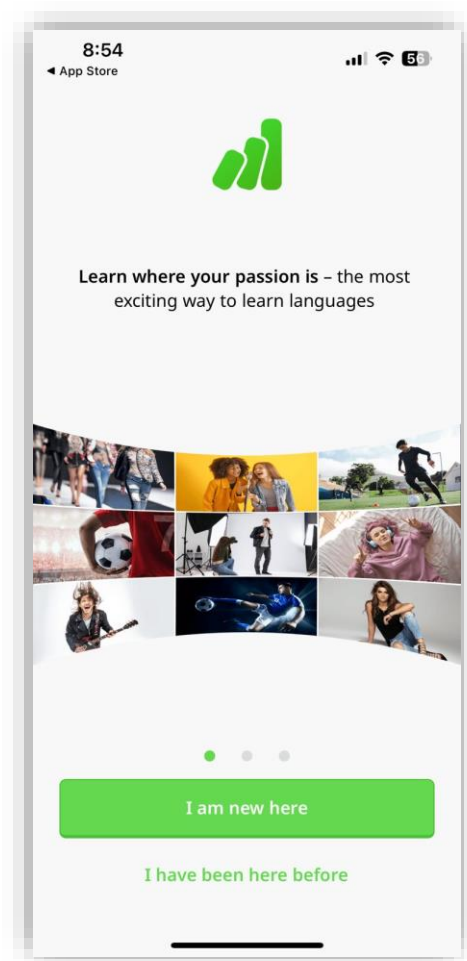 8:54
◀ App Store
56
Learn where your passion is – the most
exciting way to learn languages
I am new here
I have been here before